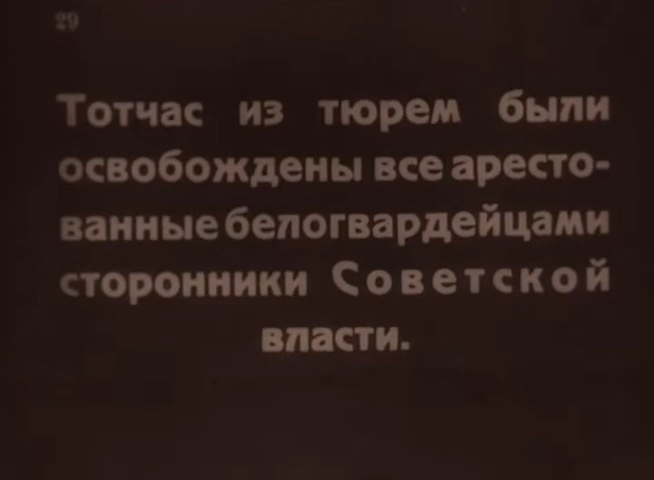 29
Тотчас из тюрем были
освобождены все аресто-
ванные белогвардейцами
сторонники Советской
власти.